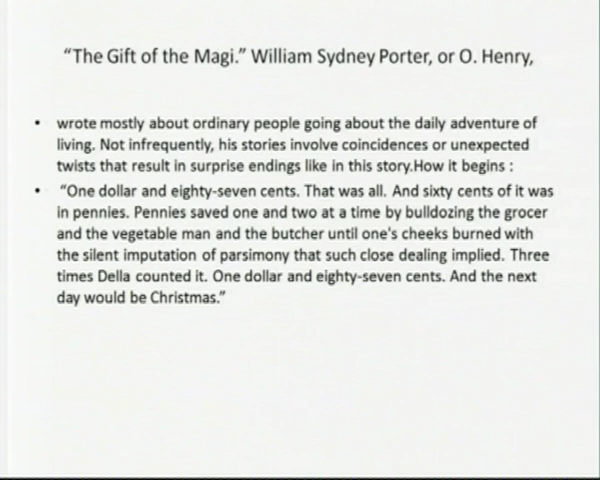 “The Gift of the Magi.” William Sydney Porter, or O. Henry,
• wrote mostly about ordinary people going about the daily adventure of
living. Not infrequently, his stories involve coincidences or unexpected
twists that result in surprise endings like in this story.How it begins :
• “One dollar and eighty-seven cents. That was all. And sixty cents of it was
in pennies. Pennies saved one and two at a time by bulldozing the grocer
and the vegetable man and the butcher until one's cheeks burned with
the silent imputation of parsimony that such close dealing implied. Three
times Della counted it. One dollar and eighty-seven cents. And the next
day would be Christmas.”